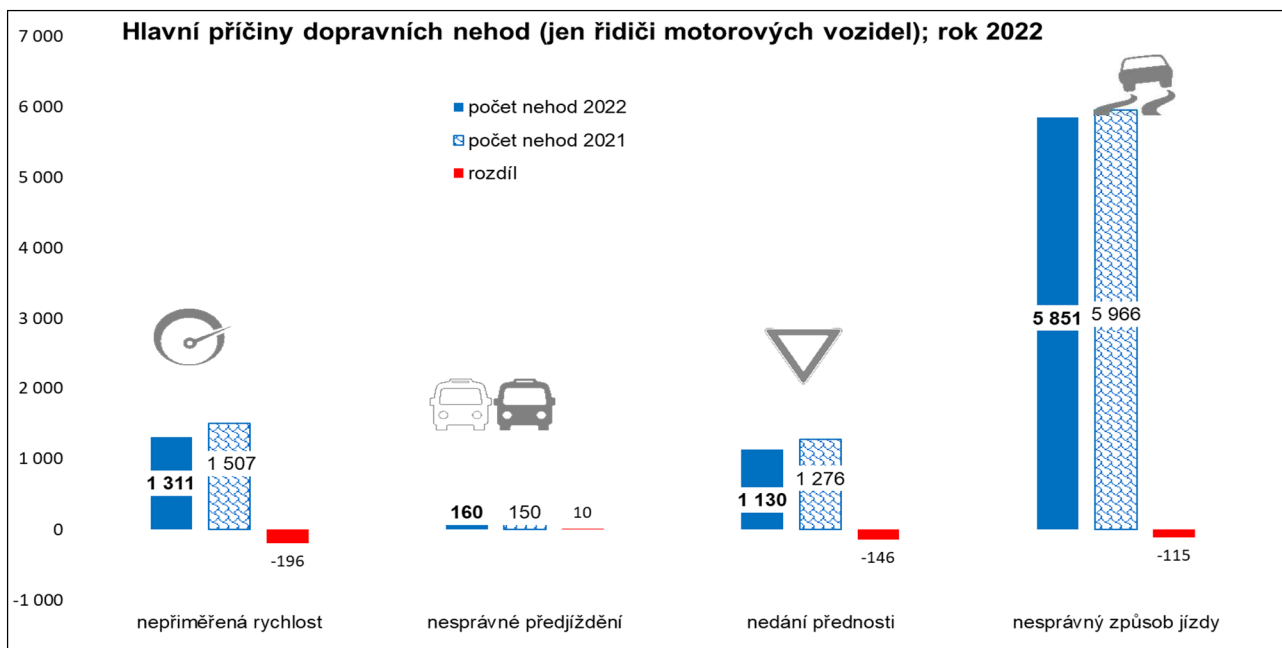 Hlavní příčiny dopravních nehod (jen řidiči motorových vozidel); rok 2022
7 000
6 000
5 000
4 000
3 000
2 000
1 000
0
-1 000
počet nehod 2022
počet nehod 2021
rozdíl
1 311
1 507
-196
160
150
10
1 130
1 276
-146
5 851
5 966
-115
nepřiměřená rychlost
nesprávné předjíždění
nedání přednosti
nesprávný způsob jízdy